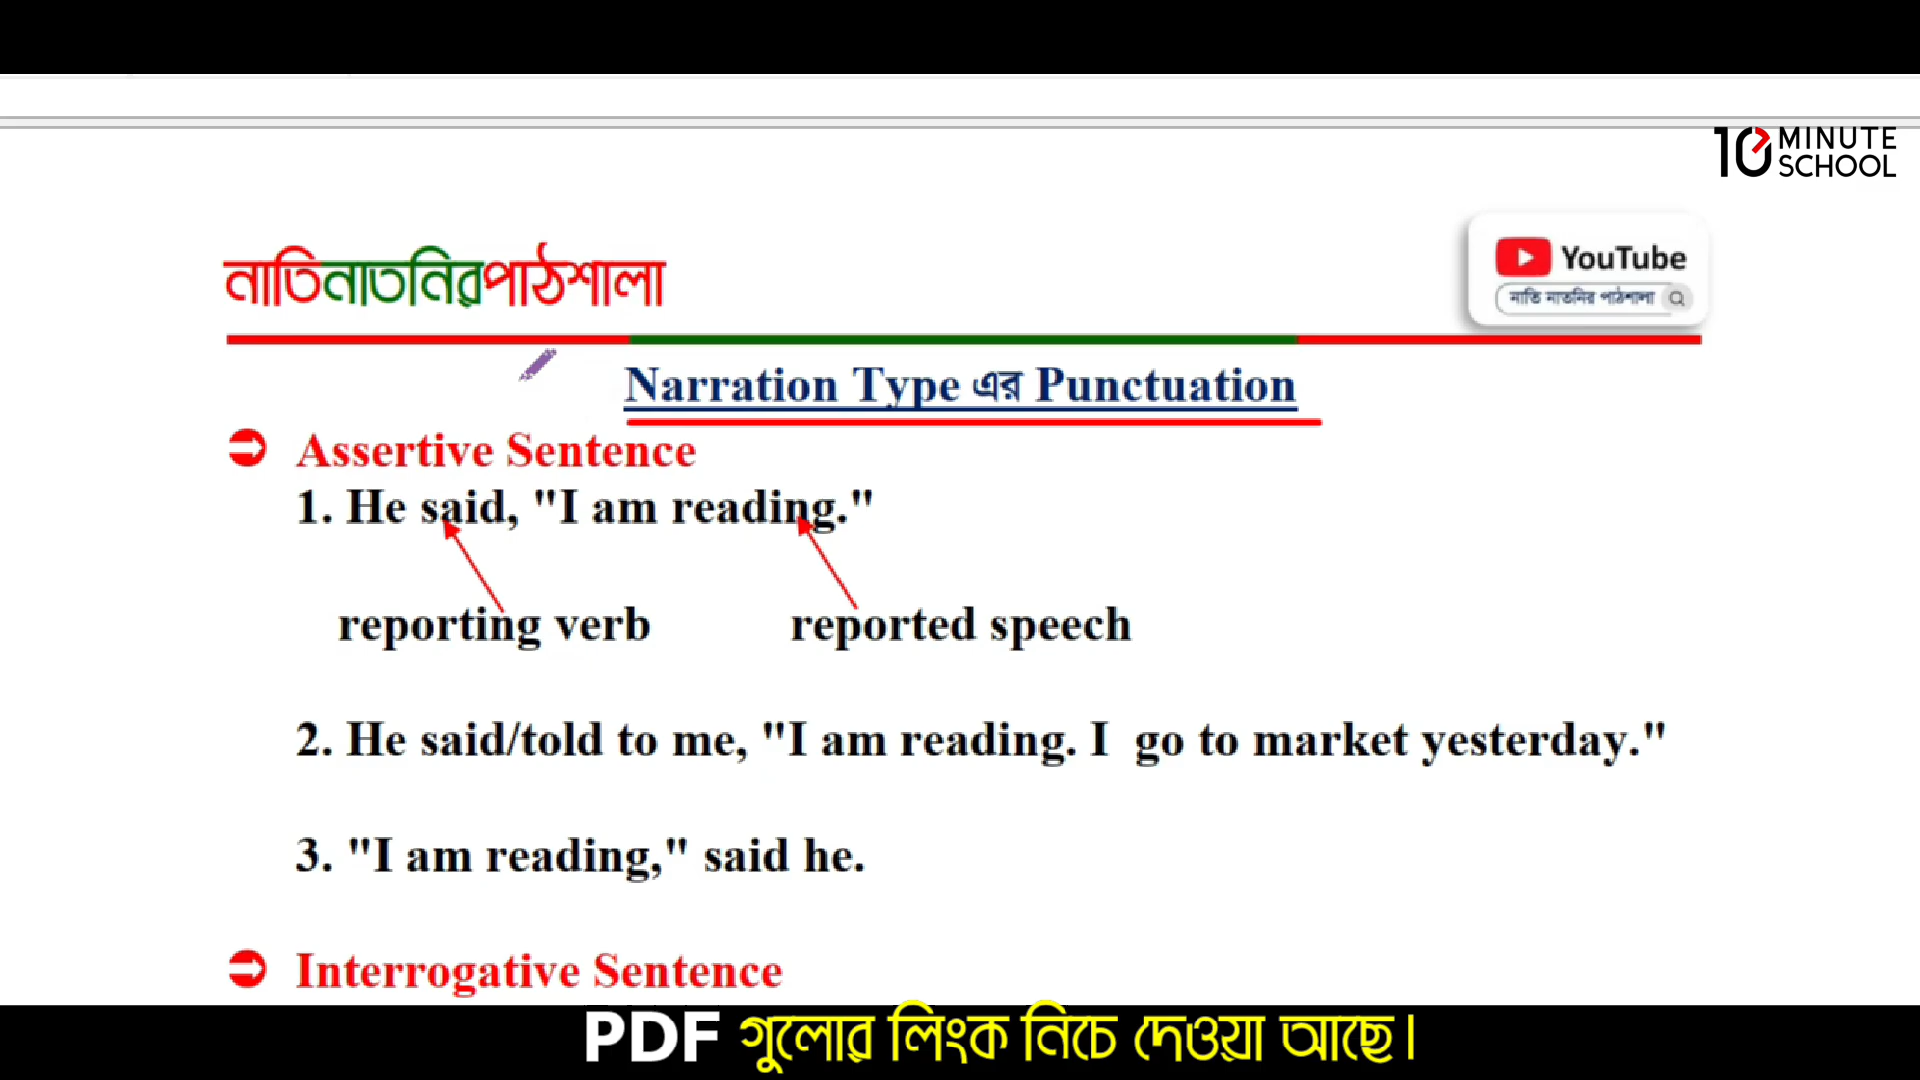 10 MINUTE
SCHOOL
নাতিনাতনিরপাঠশালা
YouTube
নাতি নাতনির পাঠশালা
Narration Type এর Punctuation
Assertive Sentence
1. He said, "I am reading."
reporting verb reported speech
2. He said/told to me, "I am reading. I go to market yesterday."
3. "I am reading," said he.
Interrogative Sentence
PDF গুলোর লিংক নিচে দেওয়া আছে।